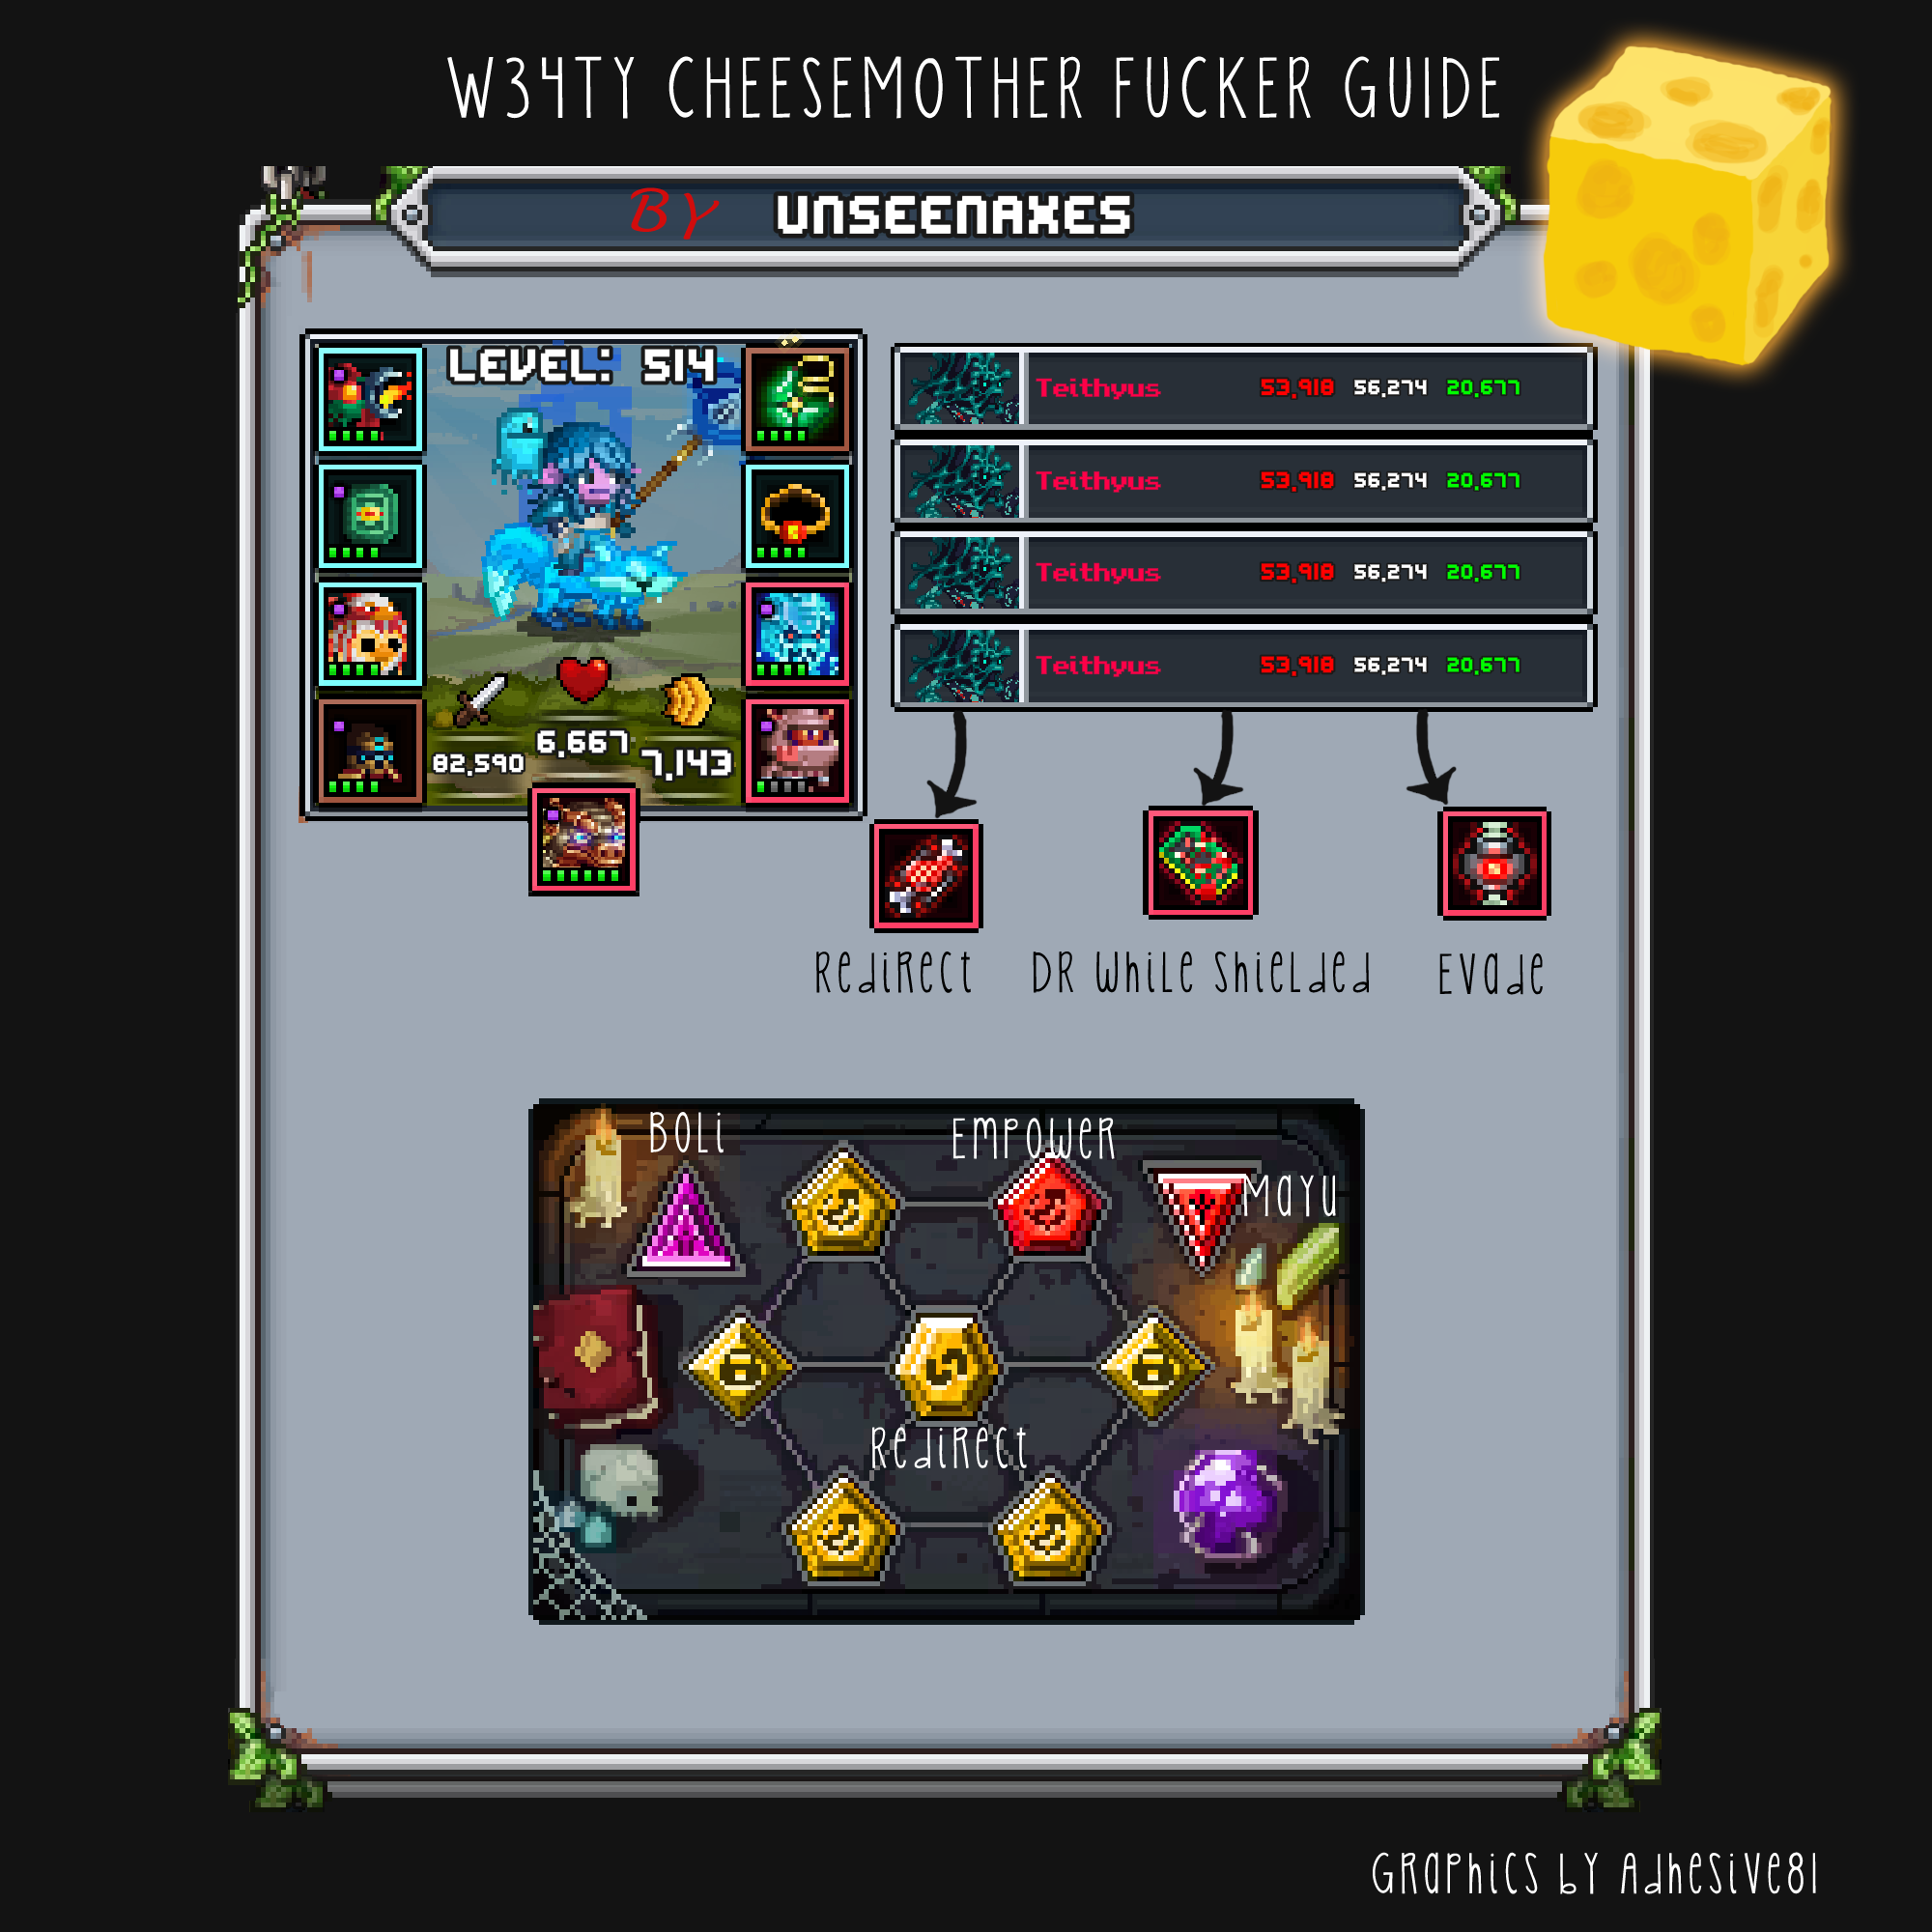 W34TY CHEESEMOTHER FUCKER GUIDE
BY UNSEENAXES
LEVEL: 514
Teithyus 53,918 56,274 20,677
Teithyus 53,918 56,274 20,677
Teithyus 53,918 56,274 20,677
Teithyus 53,918 56,274 20,677
82,590 6,667 7,143
Redirect DR While Shielded Evade
Boli Empower
Mayu
Redirect
Graphics by Adhesive81